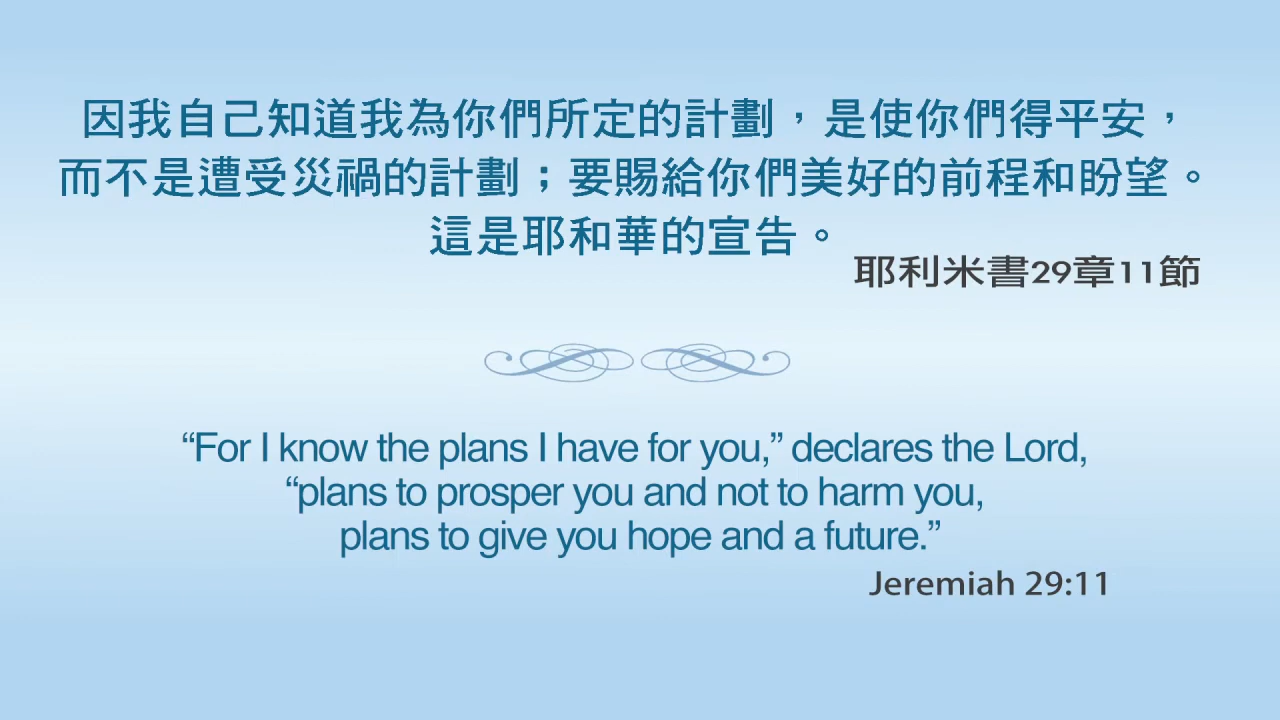 因我自己知道我為你們所定的計劃，是使你們得平安，
而不是遭受災禍的計劃；要賜給你們美好的前程和盼望。
這是耶和華的宣告。
耶利米書29章11節
“For I know the plans I have for you,” declares the Lord,
“plans to prosper you and not to harm you,
plans to give you hope and a future.”
Jeremiah 29:11